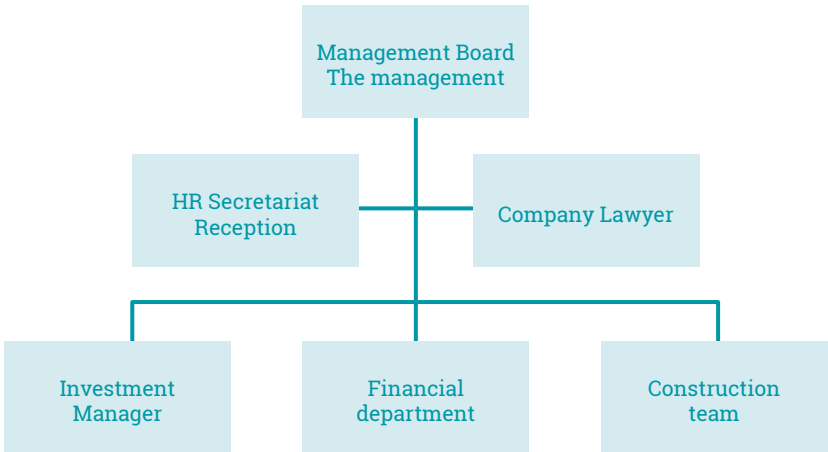 Management Board
The management
HR Secretariat
Reception
Company Lawyer
Investment
Manager
Financial
department
Construction
team